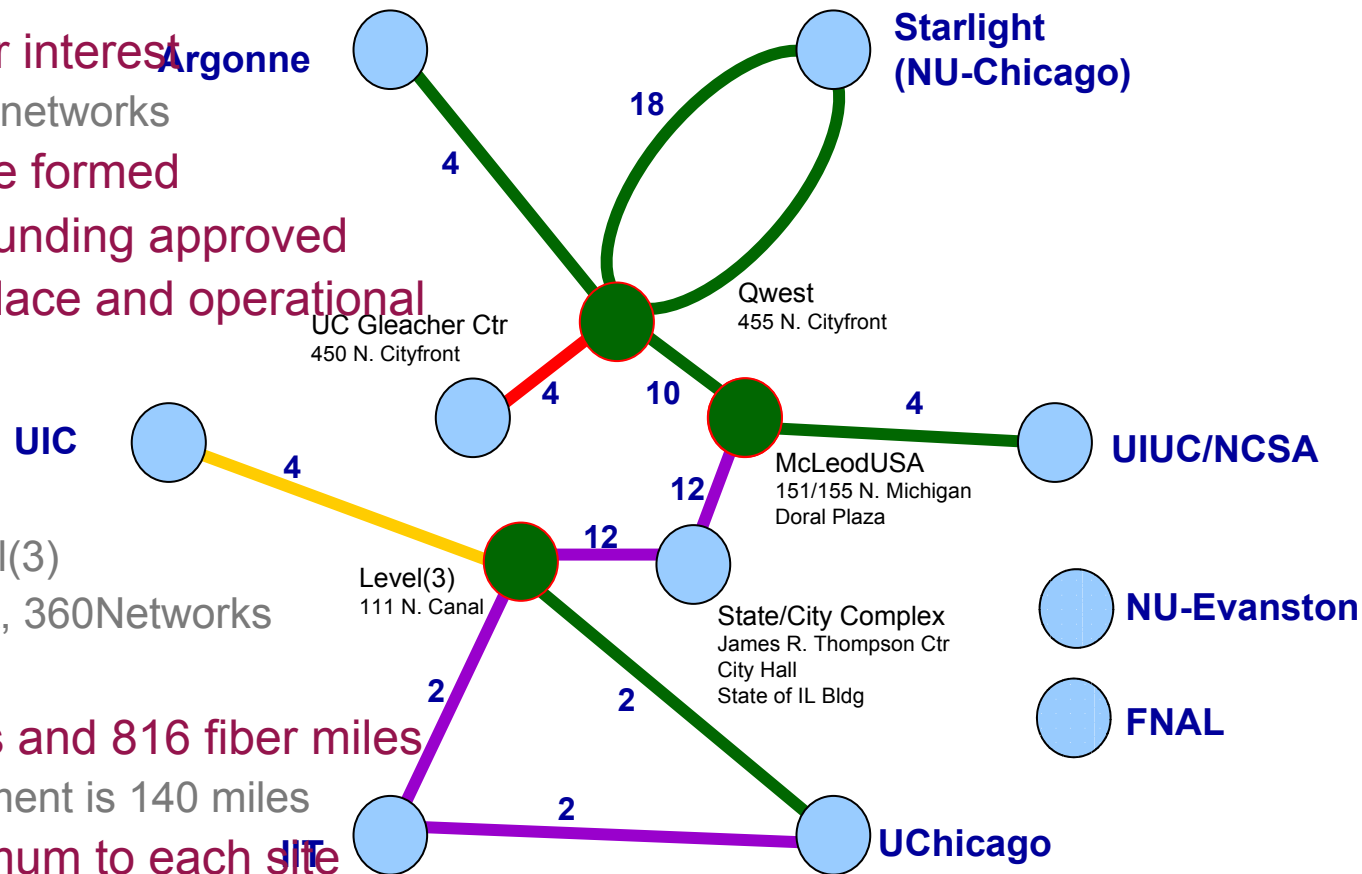 r interest
networks
e formed
unding approved
lace and operational
l(3)
, 360Networks
s and 816 fiber miles
nent is 140 miles
num to each site
Argonne
Starlight
(NU-Chicago)
18
4
Qwest
455 N. Cityfront
UC Gleacher Ctr
450 N. Cityfront
4
10
4
UIC
4
UIUC/NCSA
McLeodUSA
151/155 N. Michigan
Doral Plaza
12
12
Level(3)
111 N. Canal
State/City Complex
James R. Thompson Ctr
City Hall
State of IL Bldg
NU-Evanston
FNAL
2
2
2
IIT
UChicago